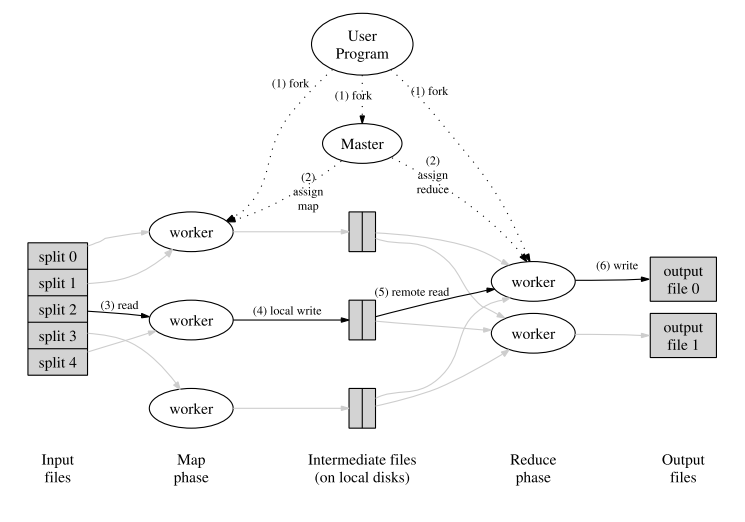 User
Program
(1) fork
(1) fork
(1) fork
Master
(2)
assign
map
(2)
assign
reduce
worker
split 0
split 1
split 2
split 3
split 4
(3) read
worker
(4) local write
(5) remote read
worker
worker
(6) write
output
file 0
worker
output
file 1
Input
files
Map
phase
Intermediate files
(on local disks)
Reduce
phase
Output
files